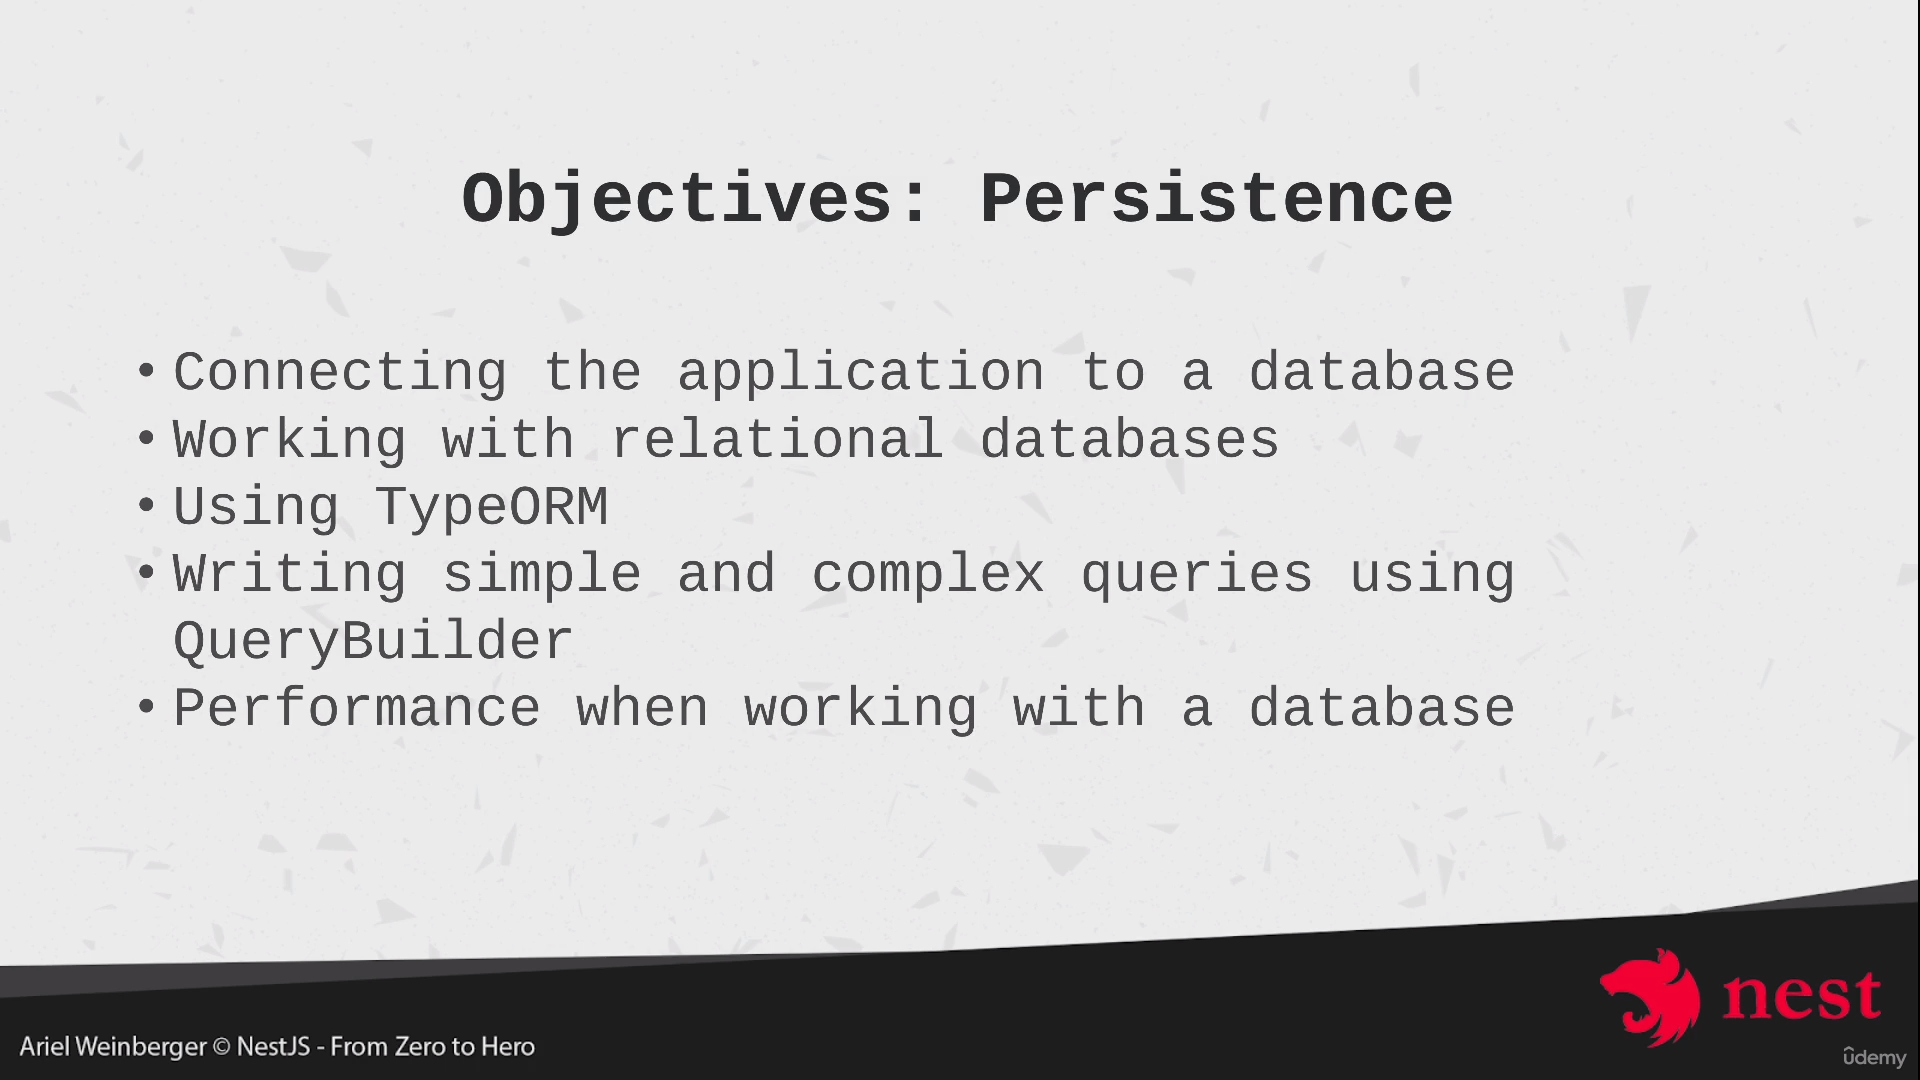 Objectives: Persistence
• Connecting the application to a database
• Working with relational databases
• Using TypeORM
• Writing simple and complex queries using
QueryBuilder
• Performance when working with a database
nest
Ariel Weinberger © NestJS - From Zero to Hero
ûdemy